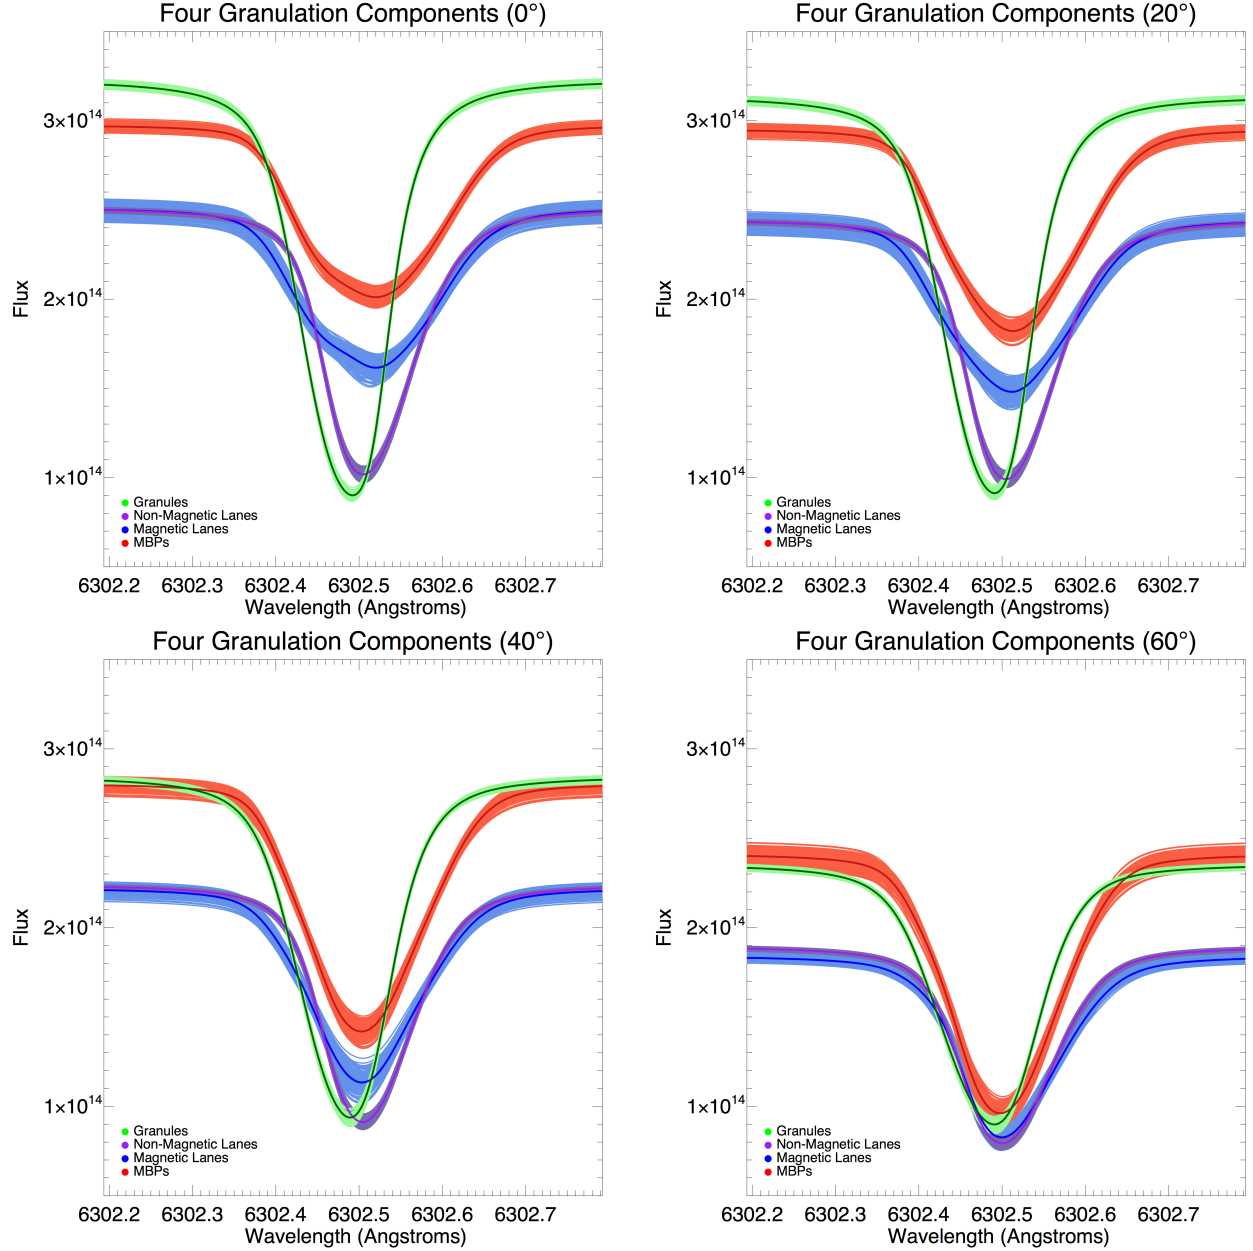 Four Granulation Components (0°)
Flux
3×10¹⁴
2×10¹⁴
1×10¹⁴
Granules
Non-Magnetic Lanes
Magnetic Lanes
MBPs
6302.2 6302.3 6302.4 6302.5 6302.6 6302.7
Wavelength (Angstroms)
Four Granulation Components (20°)
Flux
3×10¹⁴
2×10¹⁴
1×10¹⁴
Granules
Non-Magnetic Lanes
Magnetic Lanes
MBPs
6302.2 6302.3 6302.4 6302.5 6302.6 6302.7
Wavelength (Angstroms)
Four Granulation Components (40°)
Flux
3×10¹⁴
2×10¹⁴
1×10¹⁴
Granules
Non-Magnetic Lanes
Magnetic Lanes
MBPs
6302.2 6302.3 6302.4 6302.5 6302.6 6302.7
Wavelength (Angstroms)
Four Granulation Components (60°)
Flux
3×10¹⁴
2×10¹⁴
1×10¹⁴
Granules
Non-Magnetic Lanes
Magnetic Lanes
MBPs
6302.2 6302.3 6302.4 6302.5 6302.6 6302.7
Wavelength (Angstroms)